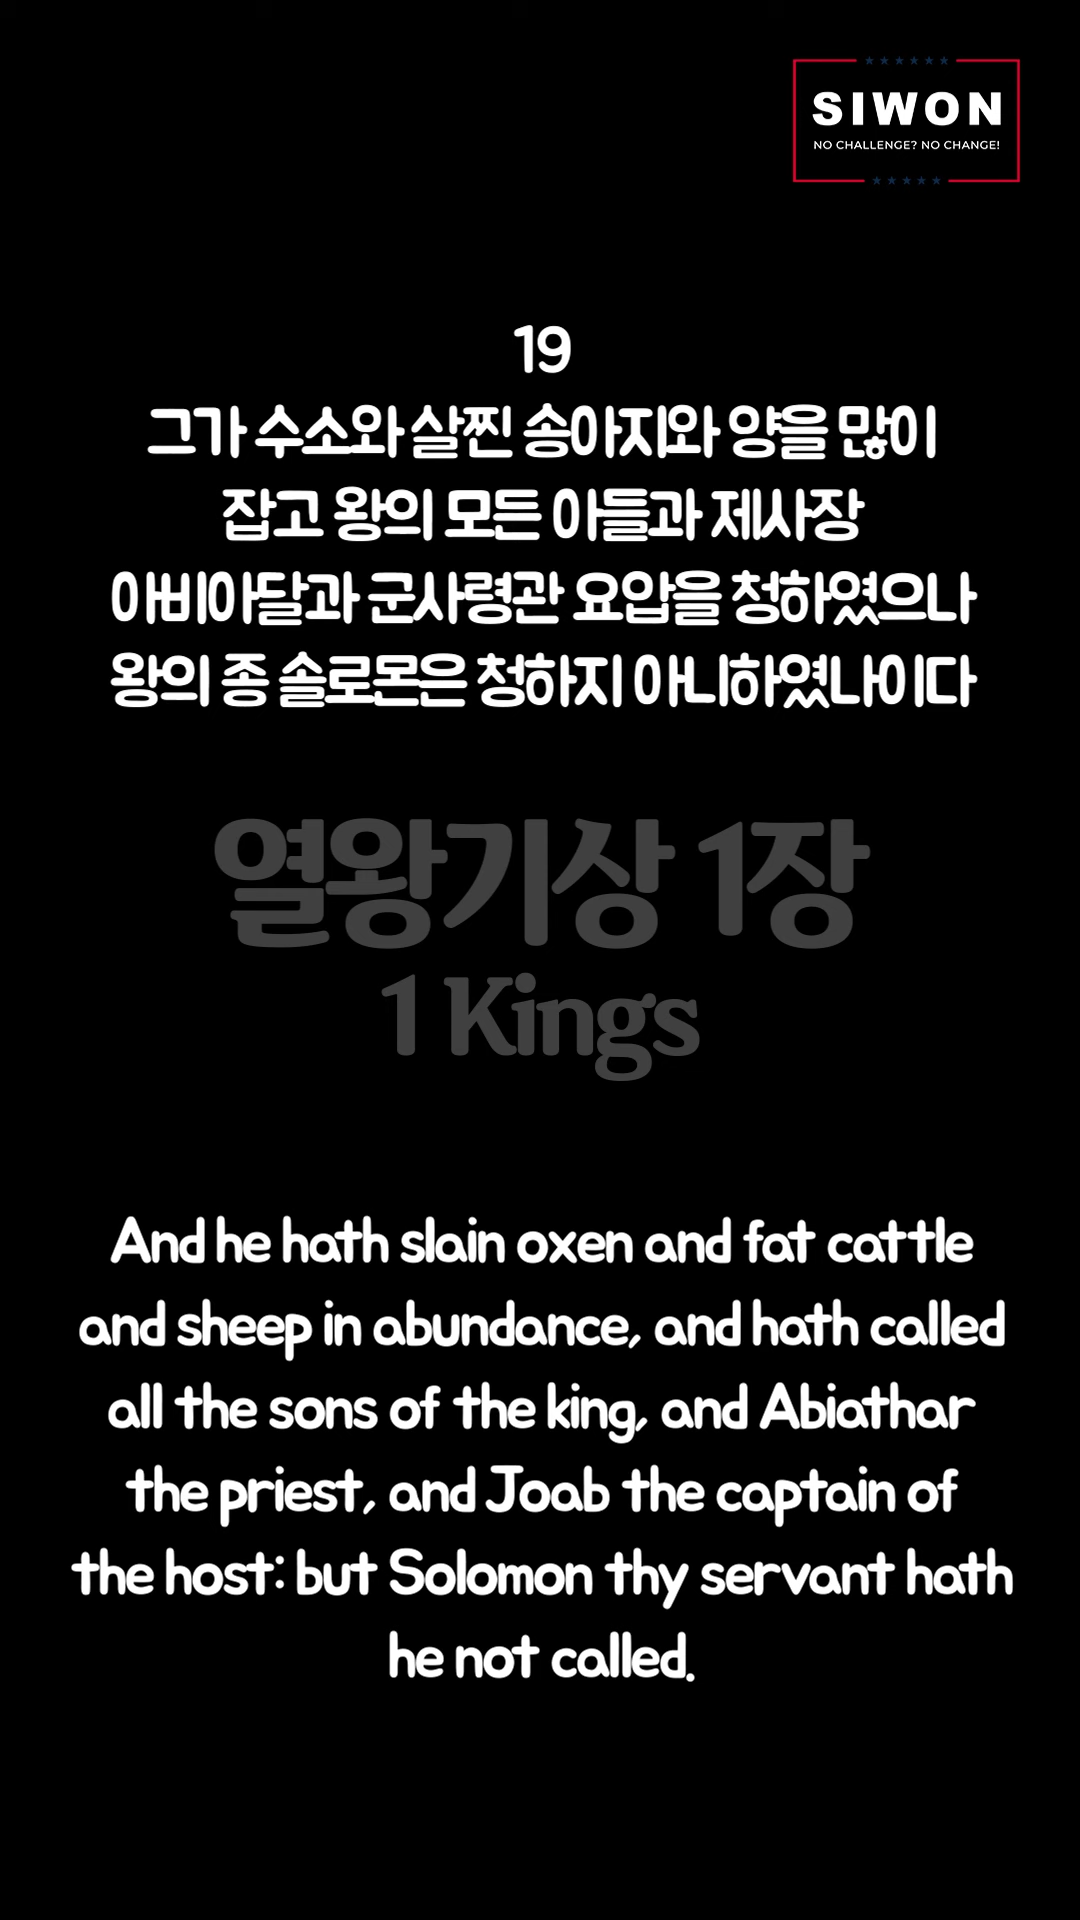 SIWON
NO CHALLENGE? NO CHANGE!
19
그가 수소와 살찐 송아지와 양을 많이
잡고 왕의 모든 아들과 제사장
아비아달과 군사령관 요압을 청하였으나
왕의 종 솔로몬은 청하지 아니하였나이다
열왕기상 1장
1 Kings
And he hath slain oxen and fat cattle
and sheep in abundance, and hath called
all the sons of the king, and Abiathar
the priest, and Joab the captain of
the host: but Solomon thy servant hath
he not called.